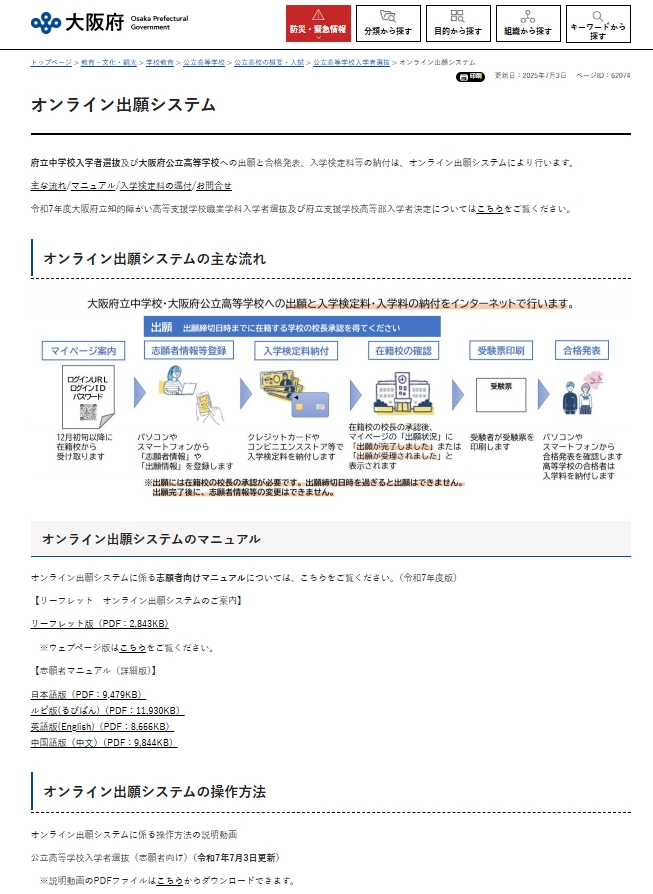 大阪府 Osaka Prefectural Government
防災・緊急情報
分類から探す
目的から探す
組織から探す
キーワードから探す
トップページ > 教育・文化・観光 > 学校教育 > 公立高等学校 > 公立高校の概要・入試 > 公立高等学校入学者選抜 > オンライン出願システム
印刷 更新日：2025年7月3日 ページID：62074
オンライン出願システム
府立中学校入学者選抜及び大阪府公立高等学校への出願と合格発表、入学検定料等の納付は、オンライン出願システムにより行います。
主な流れ/マニュアル/入学検定料の還付/お問合せ
令和7年度大阪府立知的障がい高等支援学校職業学科入学者選抜及び府立支援学校高等部入学者決定についてはこちらをご覧ください。
オンライン出願システムの主な流れ
大阪府立中学校・大阪府公立高等学校への出願と入学検定料・入学料の納付をインターネットで行います。
出願 出願締切日時までに在籍する学校の校長承認を得てください
マイページ案内
志願者情報等登録
入学検定料納付
在籍校の確認
受験票印刷
合格発表
ログインURL
ログインID
パスワード
受験票
12月初旬以降に
在籍校から
受け取ります
パソコンや
スマートフォンから
「志願者情報」や
「出願情報」を登録します
クレジットカードや
コンビニエンスストア等で
入学検定料を納付します
在籍校の校長の承認後、
マイページの「出願状況」に
「出願が完了しました」または
「出願が受理されました」と
表示されます
受験者が受験票を
印刷します
パソコンや
スマートフォンから
合格発表を確認します
高等学校の合格者は
入学料を納付します
※出願には在籍校の校長の承認が必要です。出願締切日時を過ぎると出願はできません。
出願完了後に、志願者情報等の変更はできません。
オンライン出願システムのマニュアル
オンライン出願システムに係る志願者向けマニュアルについては、こちらをご覧ください。（令和7年度版）
【リーフレット　オンライン出願システムのご案内】
リーフレット版（PDF：2,843KB）
※ウェブページ版はこちらをご覧ください。
【志願者マニュアル（詳細版）】
日本語版（PDF：9,479KB）
ルビ版(るびばん)（PDF：11,930KB）
英語版(English)（PDF：8,666KB）
中国語版（中文）（PDF：9,844KB）
オンライン出願システムの操作方法
オンライン出願システムに係る操作方法の説明動画
公立高等学校入学者選抜（志願者向け）（令和7年7月3日更新）
※説明動画のPDFファイルはこちらからダウンロードできます。